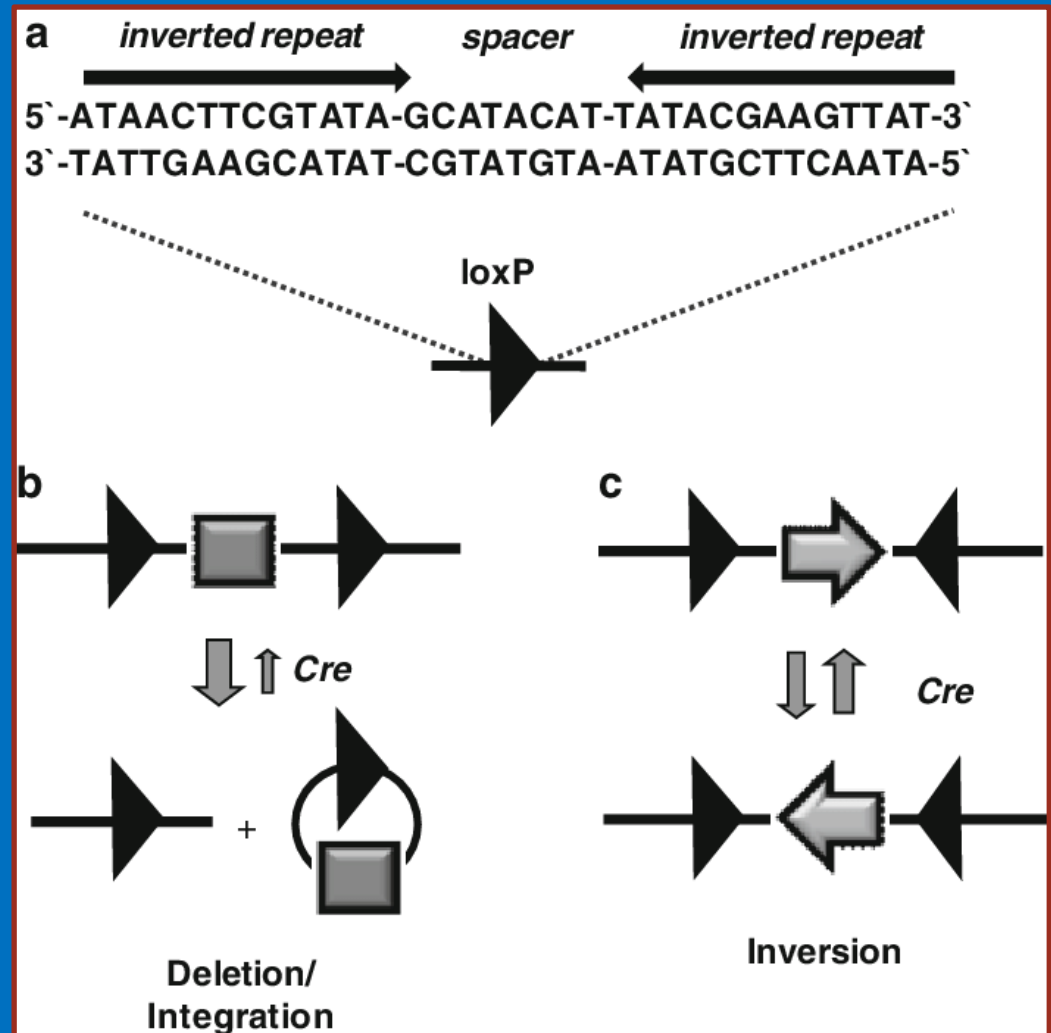 a inverted repeat spacer inverted repeat
5`-ATAACTTCGTATA-GCATACAT-TATACGAAGTTAT-3`
3`-TATTGAAGCATAT-CGTATGTA-ATATGCTTCAATA-5`
loxP
b
c
Cre
Cre
+
Deletion/
Integration
Inversion